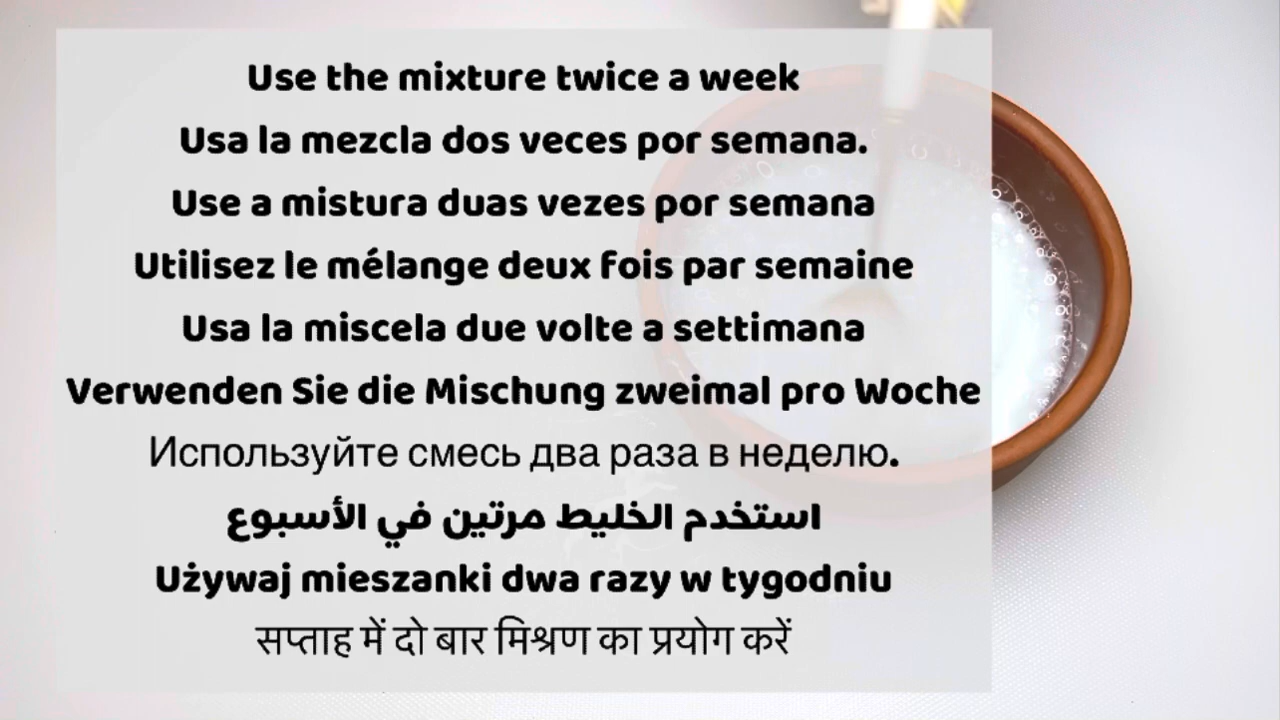 Use the mixture twice a week
Usa la mezcla dos veces por semana.
Use a mistura duas vezes por semana
Utilisez le mélange deux fois par semaine
Usa la miscela due volte a settimana
Verwenden Sie die Mischung zweimal pro Woche
Используйте смесь два раза в неделю.
استخدم الخليط مرتين في الأسبوع
Używaj mieszanki dwa razy w tygodniu
सप्ताह में दो बार मिश्रण का प्रयोग करें